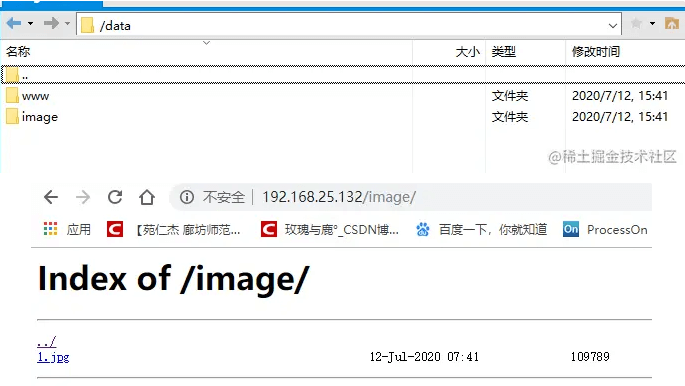 /data
名称 大小 类型 修改时间
..
www 文件夹 2020/7/12, 15:41
image 文件夹 2020/7/12, 15:41
@稀土掘金技术社区
不安全 | 192.168.25.132/image/
应用 【苑仁杰 廊坊师范... 玫瑰与鹿°_CSDN博... 百度一下，你就知道 On ProcessOn
Index of /image/
../
1.jpg 12-Jul-2020 07:41 109789